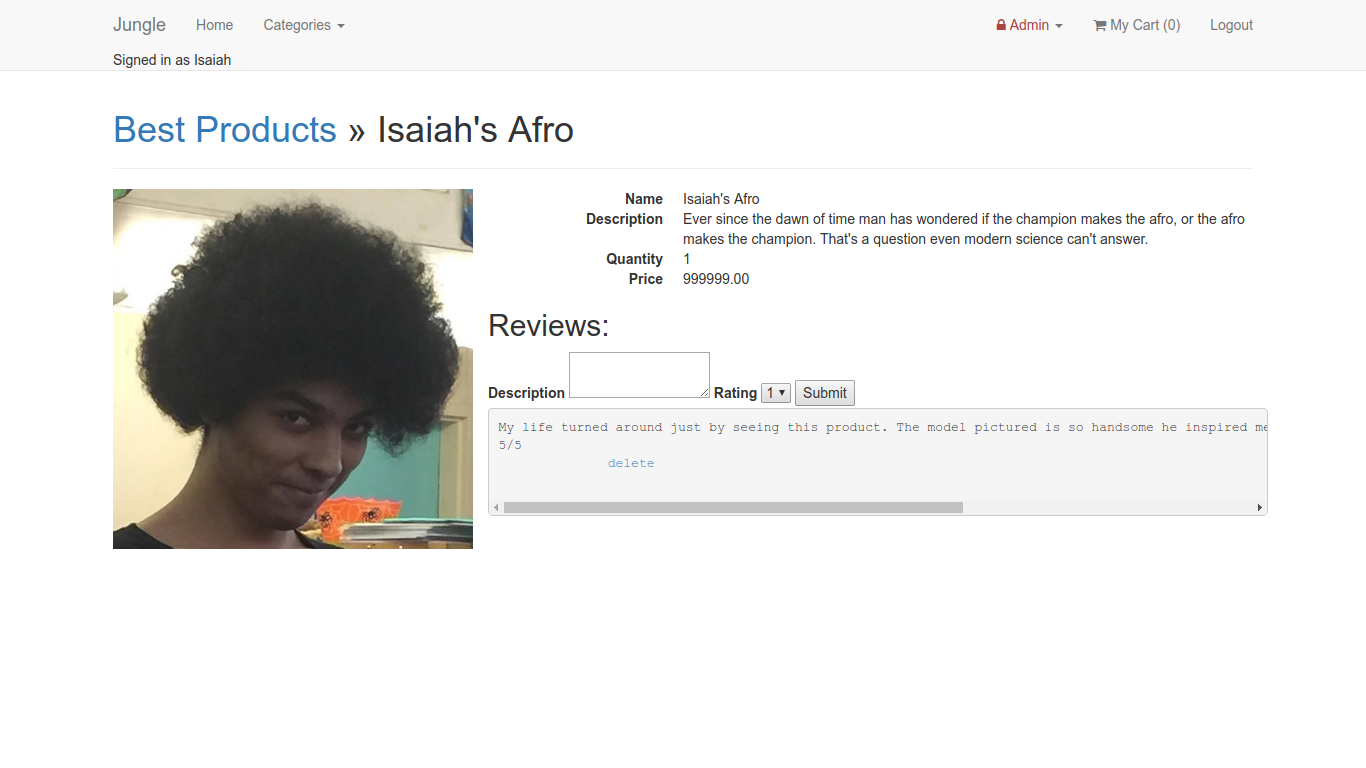 Jungle Home Categories Admin My Cart (0) Logout
Signed in as Isaiah
Best Products » Isaiah's Afro
Name Isaiah's Afro
Description Ever since the dawn of time man has wondered if the champion makes the afro, or the afro
makes the champion. That's a question even modern science can't answer.
Quantity 1
Price 999999.00
Reviews:
Description Rating 1 Submit
My life turned around just by seeing this product. The model pictured is so handsome he inspired me
5/5
delete